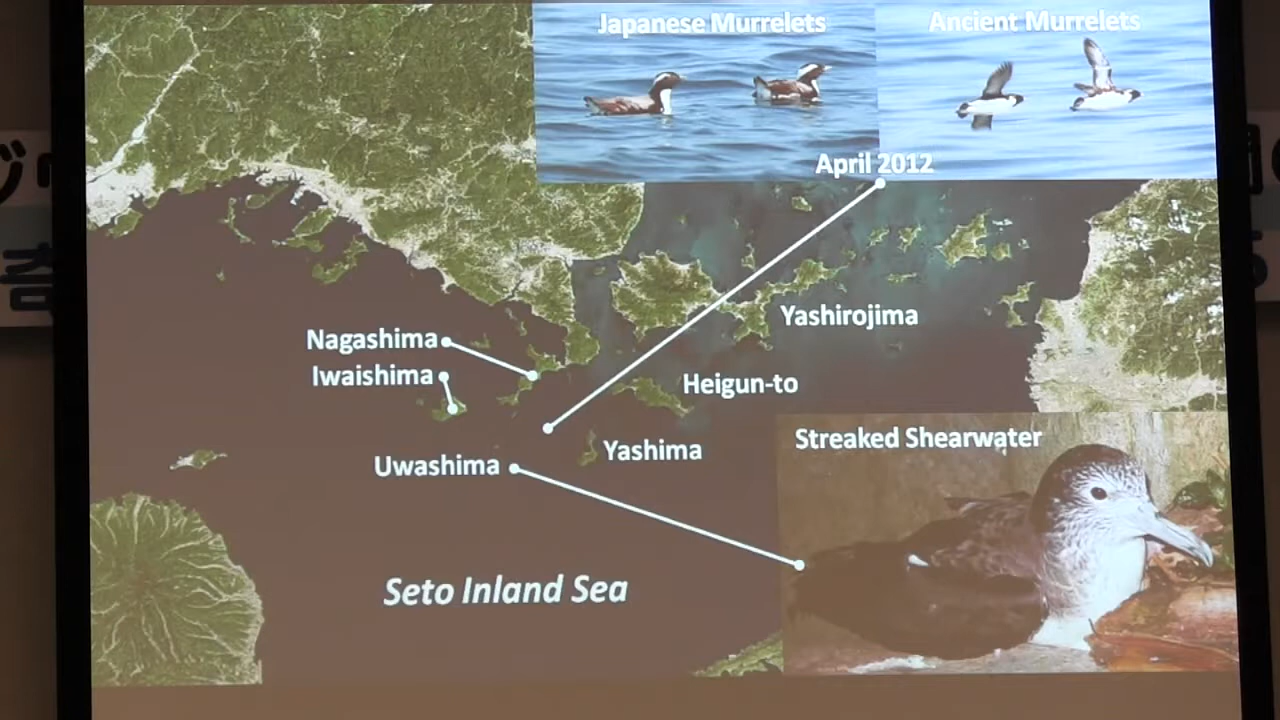 Japanese Murrelets
Ancient Murrelets
April 2012
Yashirojima
Nagashima
Iwaishima
Heigun-to
Streaked Shearwater
Yashima
Uwashima
Seto Inland Sea